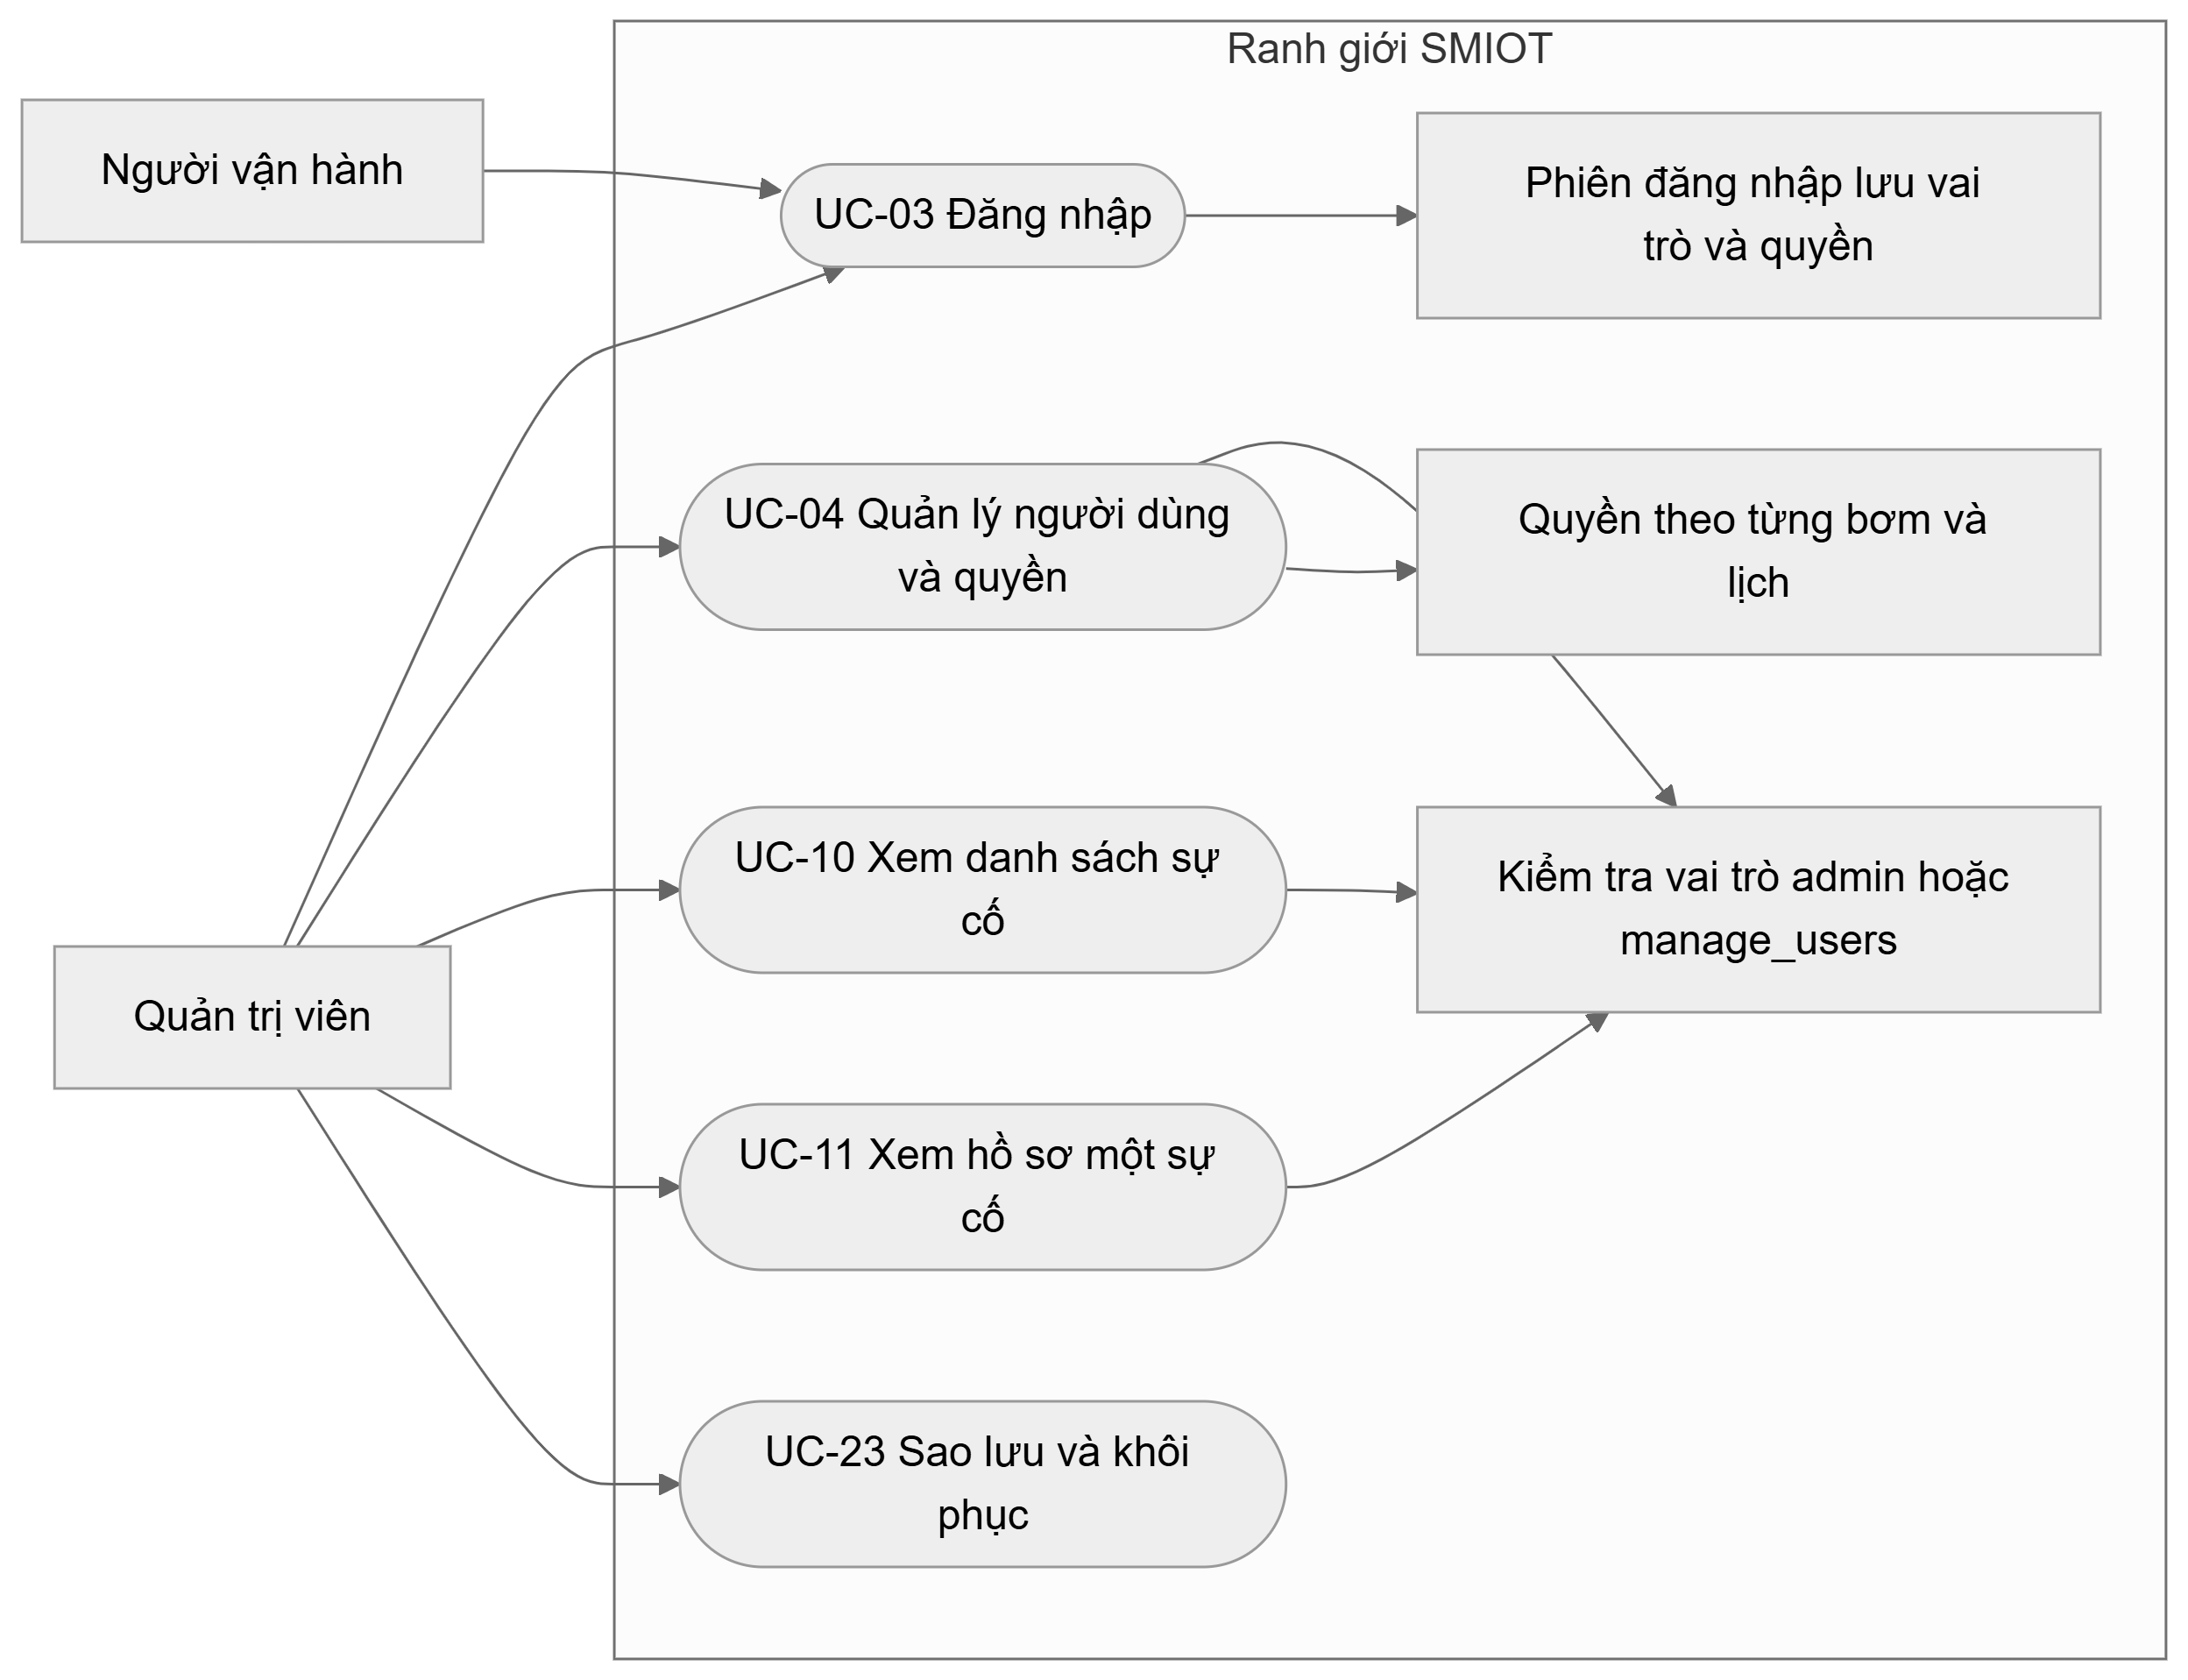 Ranh giới SMIOT
Người vận hành
UC-03 Đăng nhập
Phiên đăng nhập lưu vai
trò và quyền
UC-04 Quản lý người dùng
và quyền
Quyền theo từng bơm và
lịch
UC-10 Xem danh sách sự
cố
Kiểm tra vai trò admin hoặc
manage_users
Quản trị viên
UC-11 Xem hồ sơ một sự
cố
UC-23 Sao lưu và khôi
phục